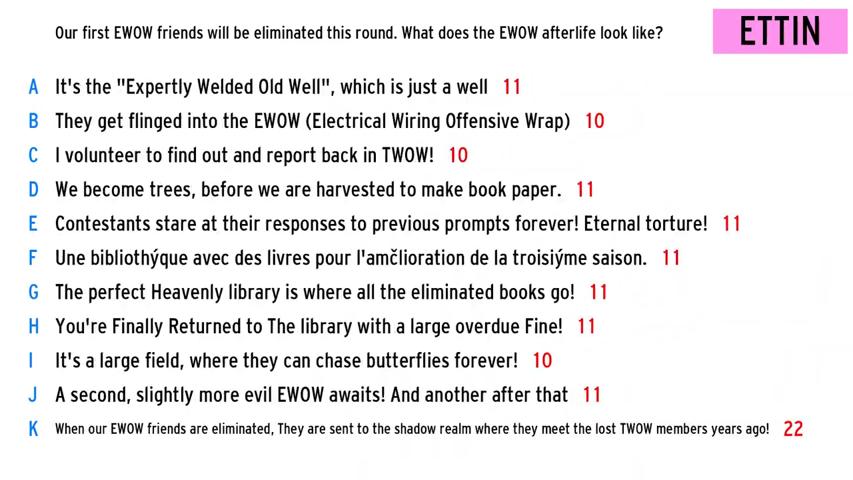 Our first EWOW friends will be eliminated this round. What does the EWOW afterlife look like?
ETTIN
A It's the "Expertly Welded Old Well", which is just a well 11
B They get flinged into the EWOW (Electrical Wiring Offensive Wrap) 10
C I volunteer to find out and report back in TWOW! 10
D We become trees, before we are harvested to make book paper. 11
E Contestants stare at their responses to previous prompts forever! Eternal torture! 11
F Une bibliothýque avec des livres pour l'amčlioration de la troisiýme saison. 11
G The perfect Heavenly library is where all the eliminated books go! 11
H You're Finally Returned to The library with a large overdue Fine! 11
I It's a large field, where they can chase butterflies forever! 10
J A second, slightly more evil EWOW awaits! And another after that 11
K When our EWOW friends are eliminated, They are sent to the shadow realm where they meet the lost TWOW members years ago! 22